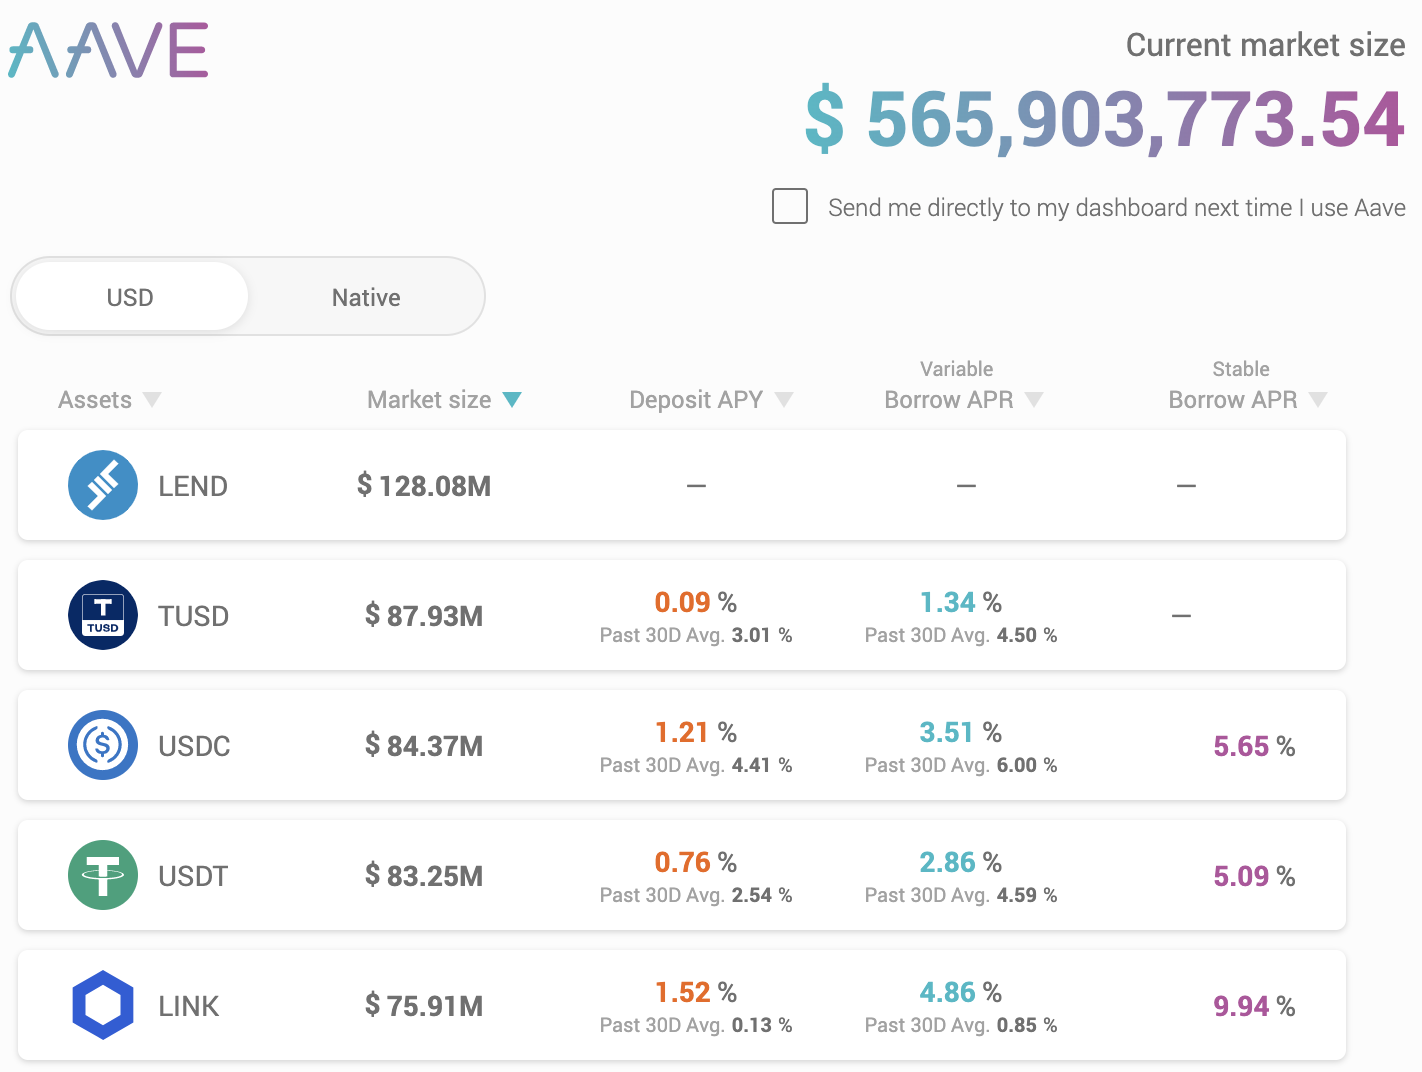 AAVE
Current market size
$ 565,903,773.54
Send me directly to my dashboard next time I use Aave
USD Native
Assets Market size Deposit APY Variable Borrow APR Stable Borrow APR
LEND $ 128.08M — — —
TUSD $ 87.93M 0.09 % 1.34 % —
T
TUSD
Past 30D Avg. 3.01 % Past 30D Avg. 4.50 %
USDC $ 84.37M 1.21 % 3.51 % 5.65 %
$
Past 30D Avg. 4.41 % Past 30D Avg. 6.00 %
USDT $ 83.25M 0.76 % 2.86 % 5.09 %
Past 30D Avg. 2.54 % Past 30D Avg. 4.59 %
LINK $ 75.91M 1.52 % 4.86 % 9.94 %
Past 30D Avg. 0.13 % Past 30D Avg. 0.85 %